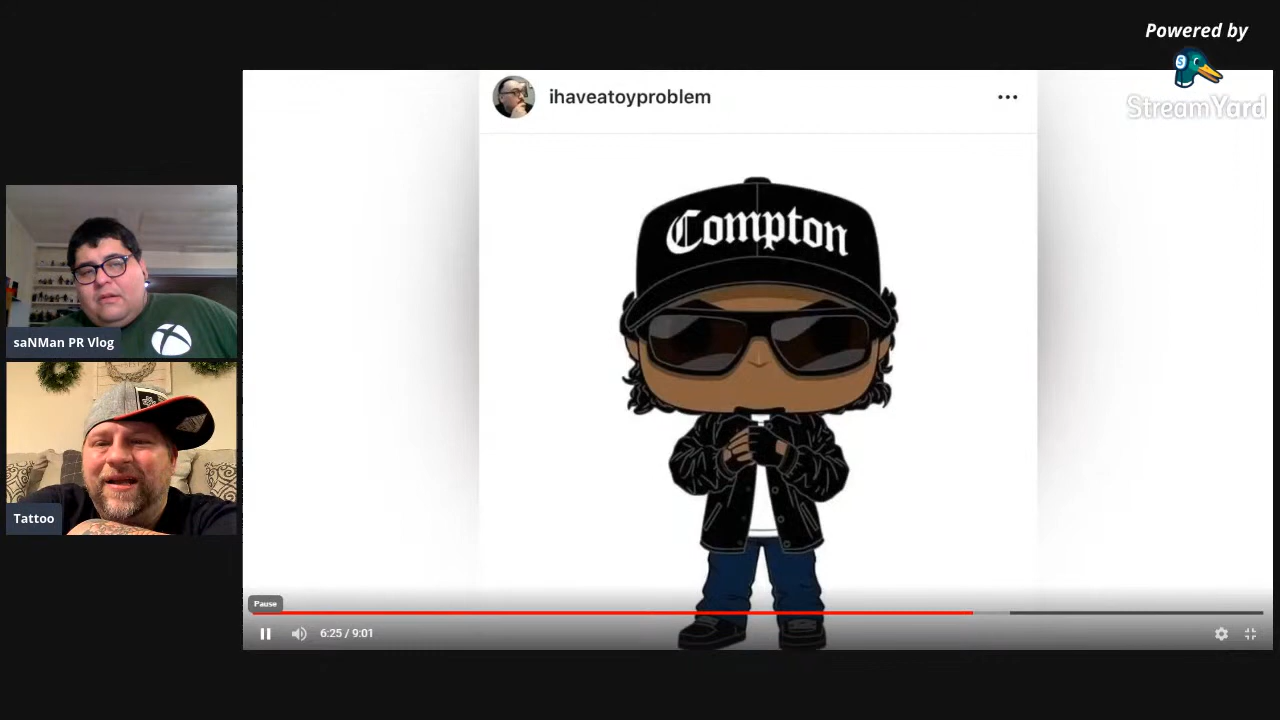 Powered by
StreamYard
ihaveatoyproblem
Compton
saNMan PR Vlog
Tattoo
Pause
6:25 / 9:01